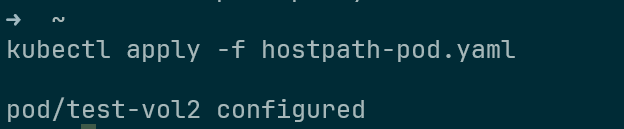 ➜ ~
kubectl apply -f hostpath-pod.yaml
pod/test-vol2 configured